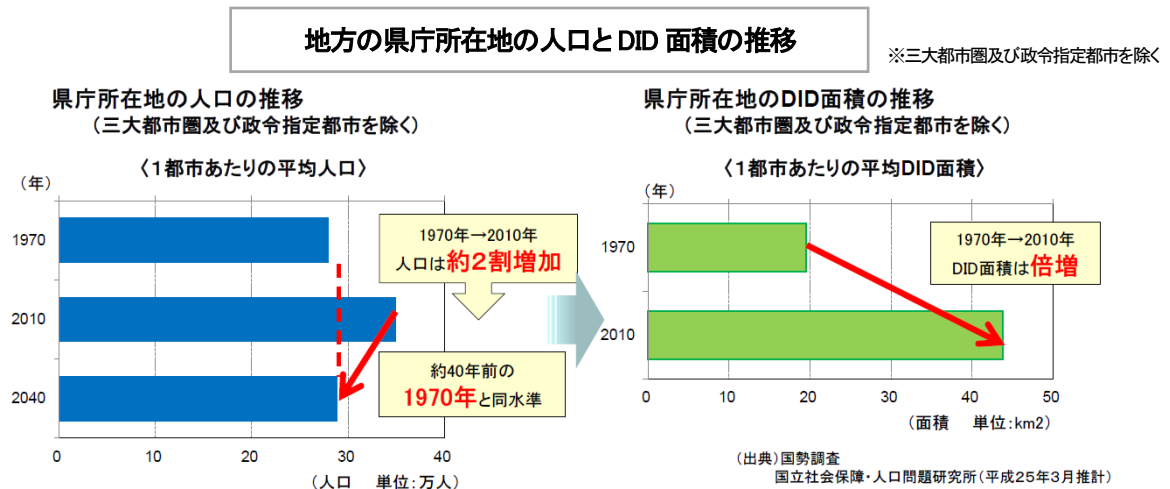 地方の県庁所在地の人口とDID 面積の推移
※三大都市圏及び政令指定都市を除く
県庁所在地の人口の推移
(三大都市圏及び政令指定都市を除く)
〈1都市あたりの平均人口〉
(年)
1970
2010
2040
0 10 20 30 40
(人口 単位:万人)
1970年→2010年
人口は約2割増加
約40年前の
1970年と同水準
県庁所在地のDID面積の推移
(三大都市圏及び政令指定都市を除く)
〈1都市あたりの平均DID面積〉
(年)
1970
2010
0 10 20 30 40 50
(面積 単位:km2)
1970年→2010年
DID面積は倍増
(出典)国勢調査
国立社会保障・人口問題研究所(平成25年3月推計)